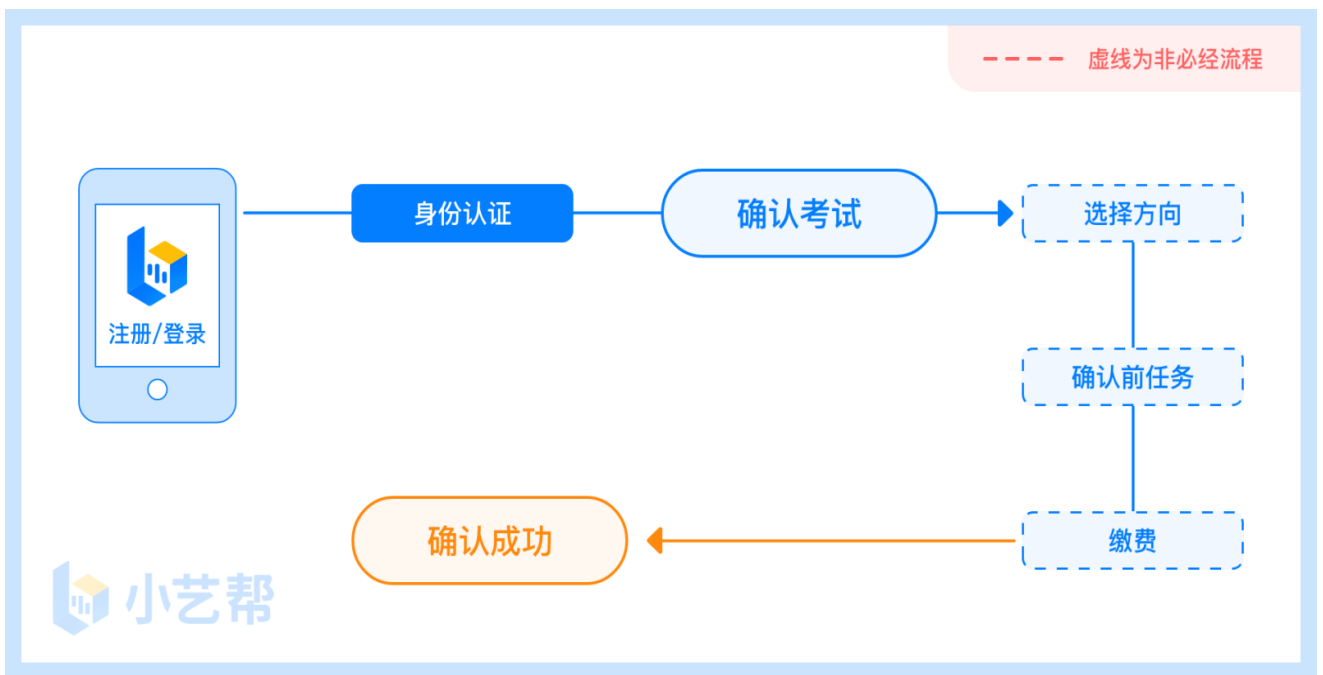 虚线为非必经流程
注册/登录
身份认证
确认考试
选择方向
确认前任务
缴费
确认成功
小艺帮